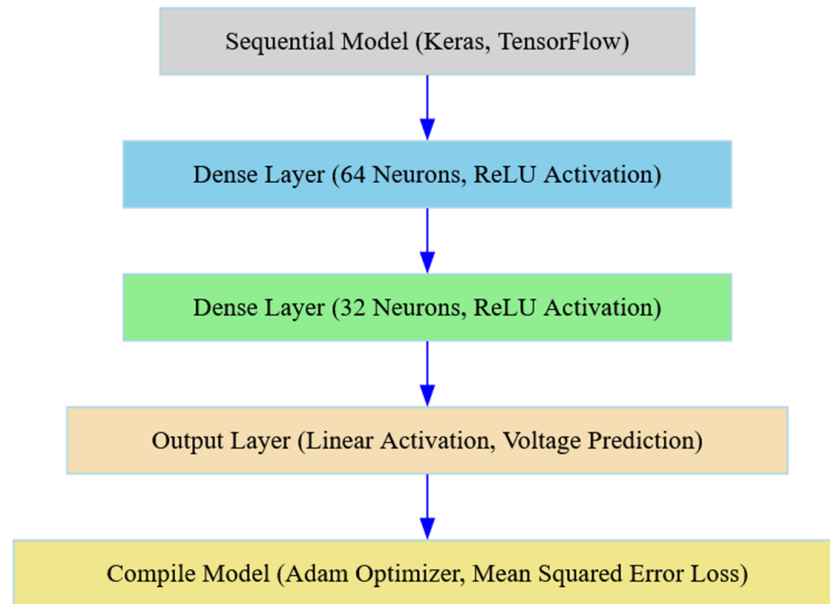 Sequential Model (Keras, TensorFlow)
Dense Layer (64 Neurons, ReLU Activation)
Dense Layer (32 Neurons, ReLU Activation)
Output Layer (Linear Activation, Voltage Prediction)
Compile Model (Adam Optimizer, Mean Squared Error Loss)